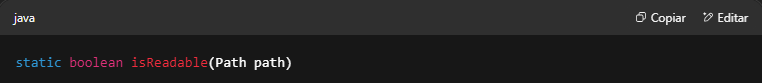 java Copiar Editar
static boolean isReadable(Path path)